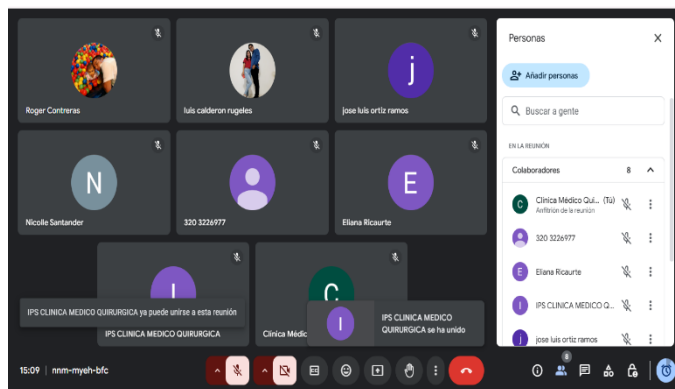 Roger Contreras
luis calderon rugeles
j
jose luis ortiz ramos
N
Nicolle Santander
320 3226977
E
Eliana Ricaurte
I
IPS CLINICA MEDICO QUIRURGICA
C
Clínica Médic
IPS CLINICA MEDICO QUIRURGICA ya puede unirse a esta reunión
I
IPS CLINICA MEDICO
QUIRURGICA se ha unido
15:09 | nnm-myeh-bfc
Personas
Añadir personas
Buscar a gente
EN LA REUNIÓN
Colaboradores 8
C
Clínica Médico Qui... (Tú)
Anfitrión de la reunión
320 3226977
E
Eliana Ricaurte
I
IPS CLINICA MEDICO Q...
j
jose luis ortiz ramos
8